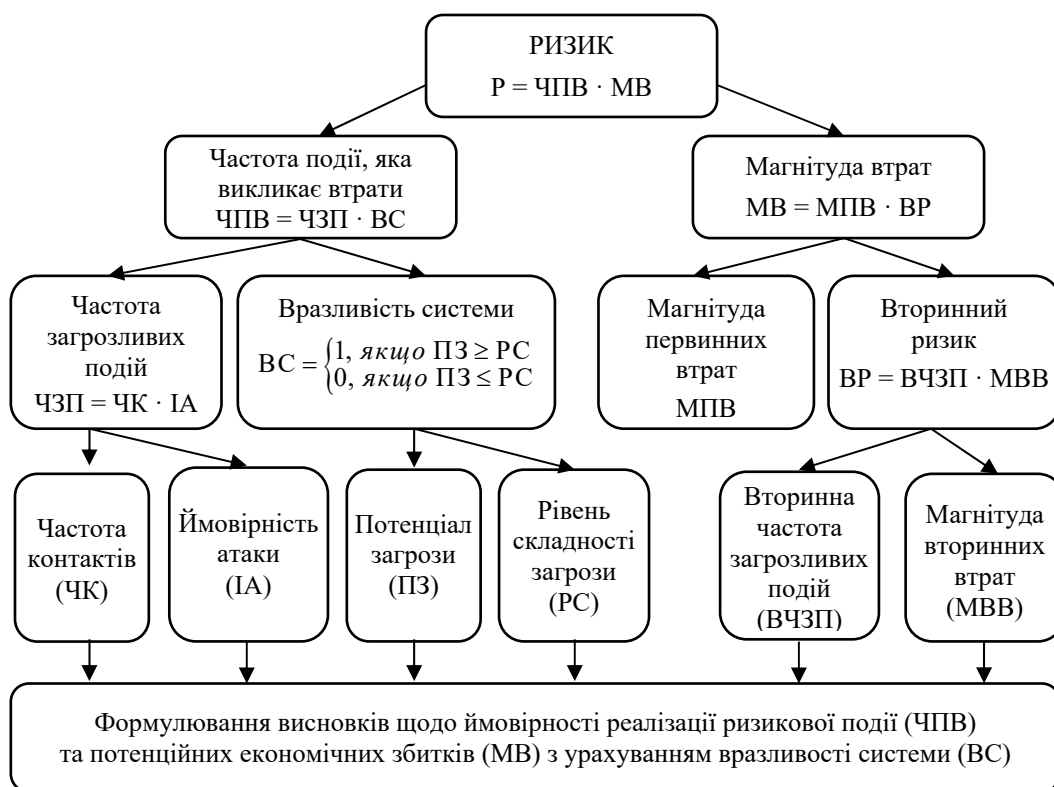 РИЗИК
Р = ЧПВ · МВ
Частота події, яка
викликає втрати
ЧПВ = ЧЗП · ВС
Магнітуда втрат
МВ = МПВ · ВР
Частота
загрозливих
подій
ЧЗП = ЧК · ІА
Вразливість системи
ВС = {1, якщо ПЗ ≥ РС
{0, якщо ПЗ ≤ РС
Магнітуда
первинних
втрат
МПВ
Вторинний
ризик
ВР = ВЧЗП · МВВ
Частота
контактів
(ЧК)
Ймовірність
атаки
(ІА)
Потенціал
загрози
(ПЗ)
Рівень
складності
загрози
(РС)
Вторинна
частота
загрозливих
подій
(ВЧЗП)
Магнітуда
вторинних
втрат
(МВВ)
Формулювання висновків щодо ймовірності реалізації ризикової події (ЧПВ)
та потенційних економічних збитків (МВ) з урахуванням вразливості системи (ВС)